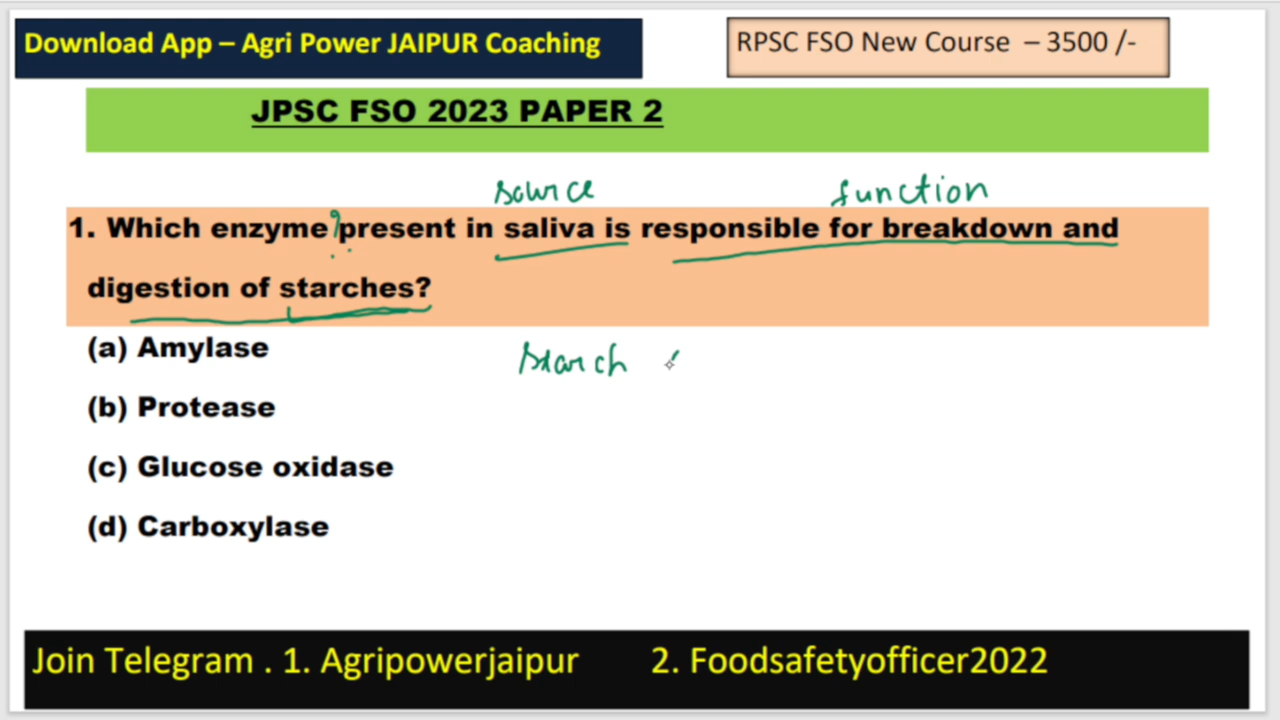 Download App – Agri Power JAIPUR Coaching
RPSC FSO New Course – 3500 /-
JPSC FSO 2023 PAPER 2
source function
1. Which enzyme ? present in saliva is responsible for breakdown and
digestion of starches?
(a) Amylase
starch
(b) Protease
(c) Glucose oxidase
(d) Carboxylase
Join Telegram . 1. Agripowerjaipur 2. Foodsafetyofficer2022